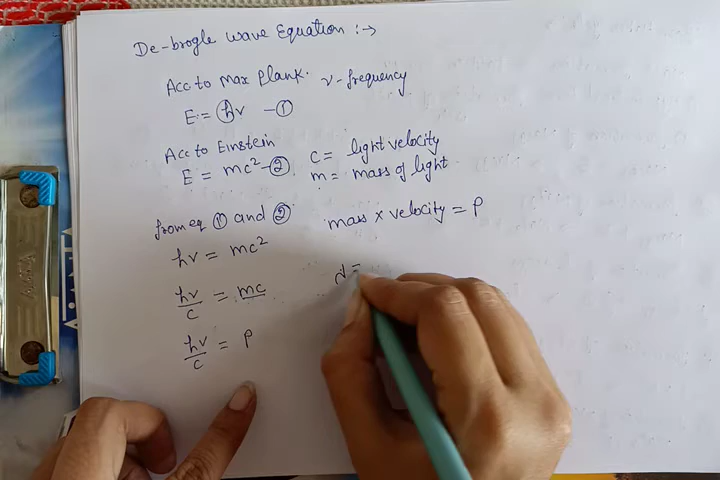 De-brogle wave Equation :→
Acc to Max Plank. ν - frequency
E = hν - ①
Acc to Einstein
E = mc² - ②
c = light velocity
m = mass of light
from eq ① and ②
mass × velocity = P
hν = mc²
hν/c = mc
hν/c = P